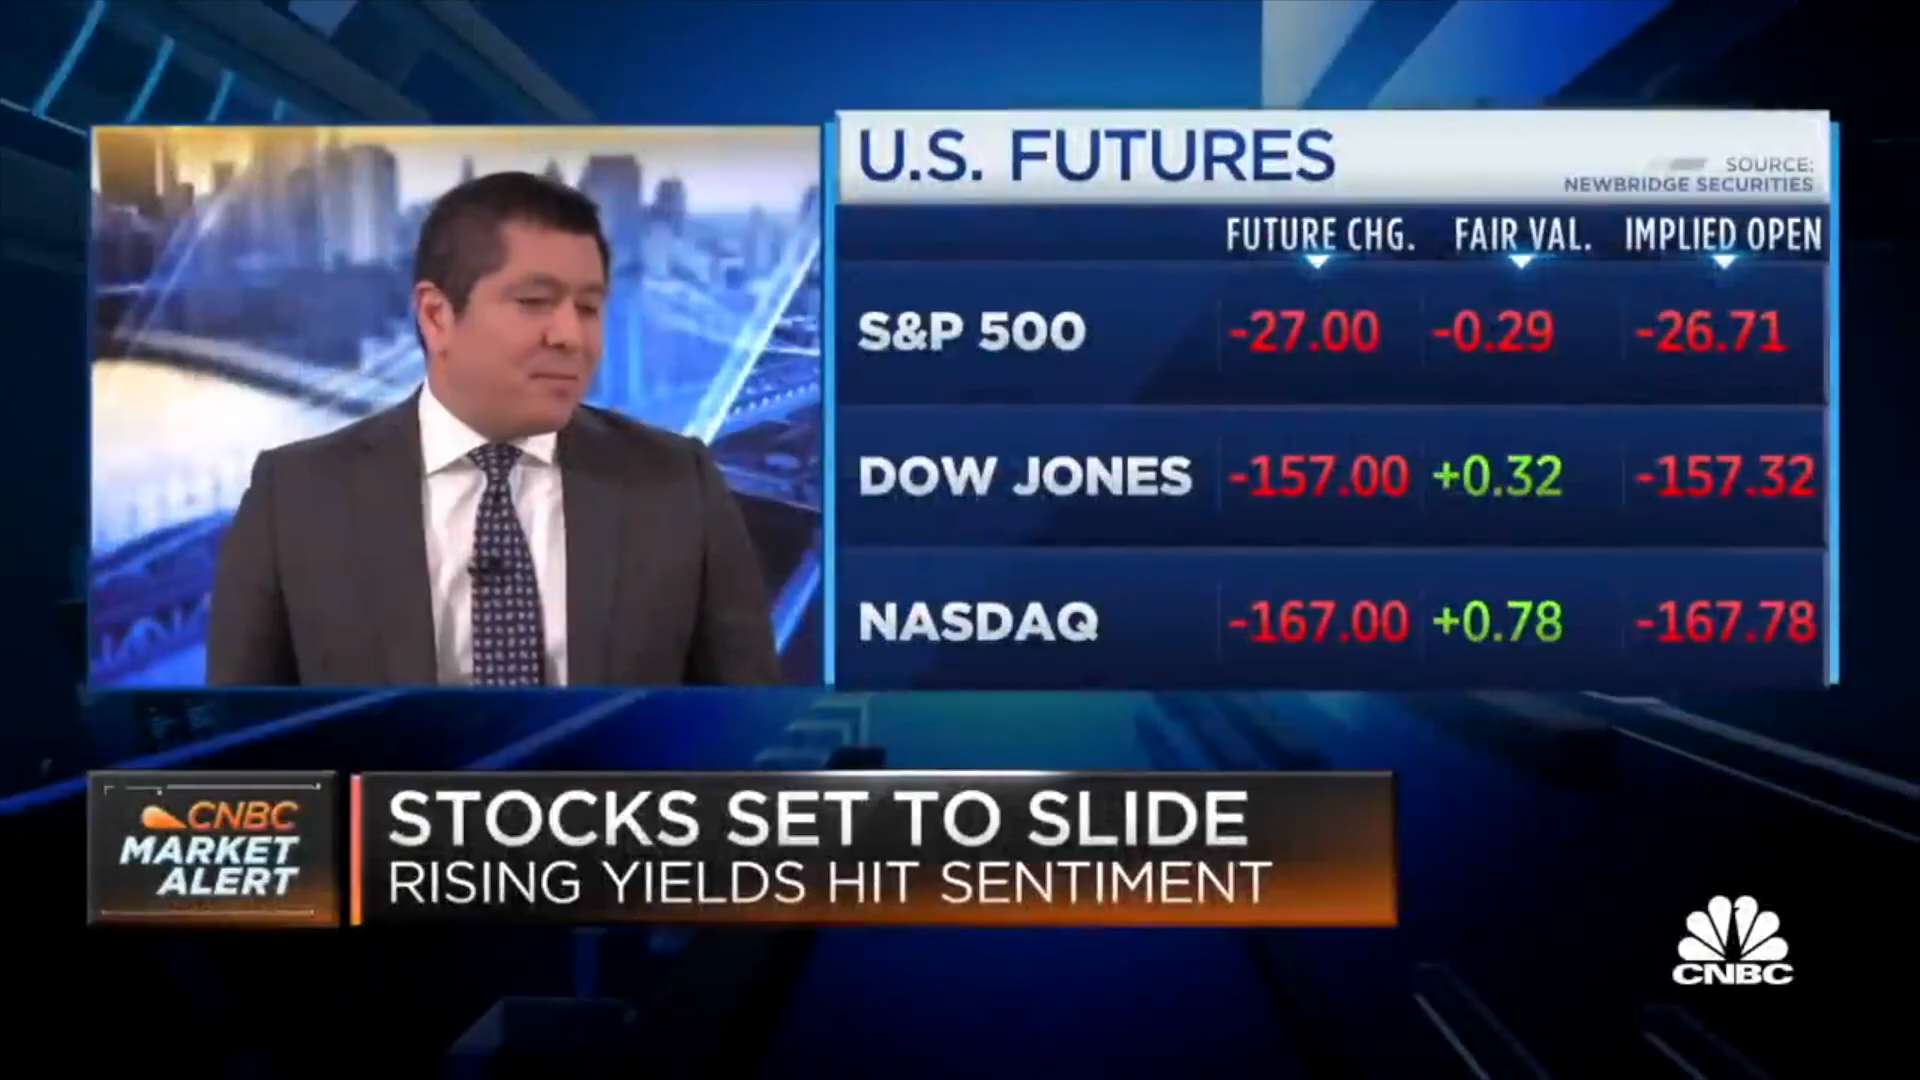 U.S. FUTURES
SOURCE:
NEWBRIDGE SECURITIES
FUTURE CHG. FAIR VAL. IMPLIED OPEN
S&P 500 -27.00 -0.29 -26.71
DOW JONES -157.00 +0.32 -157.32
NASDAQ -167.00 +0.78 -167.78
CNBC
MARKET
ALERT
STOCKS SET TO SLIDE
RISING YIELDS HIT SENTIMENT
CNBC